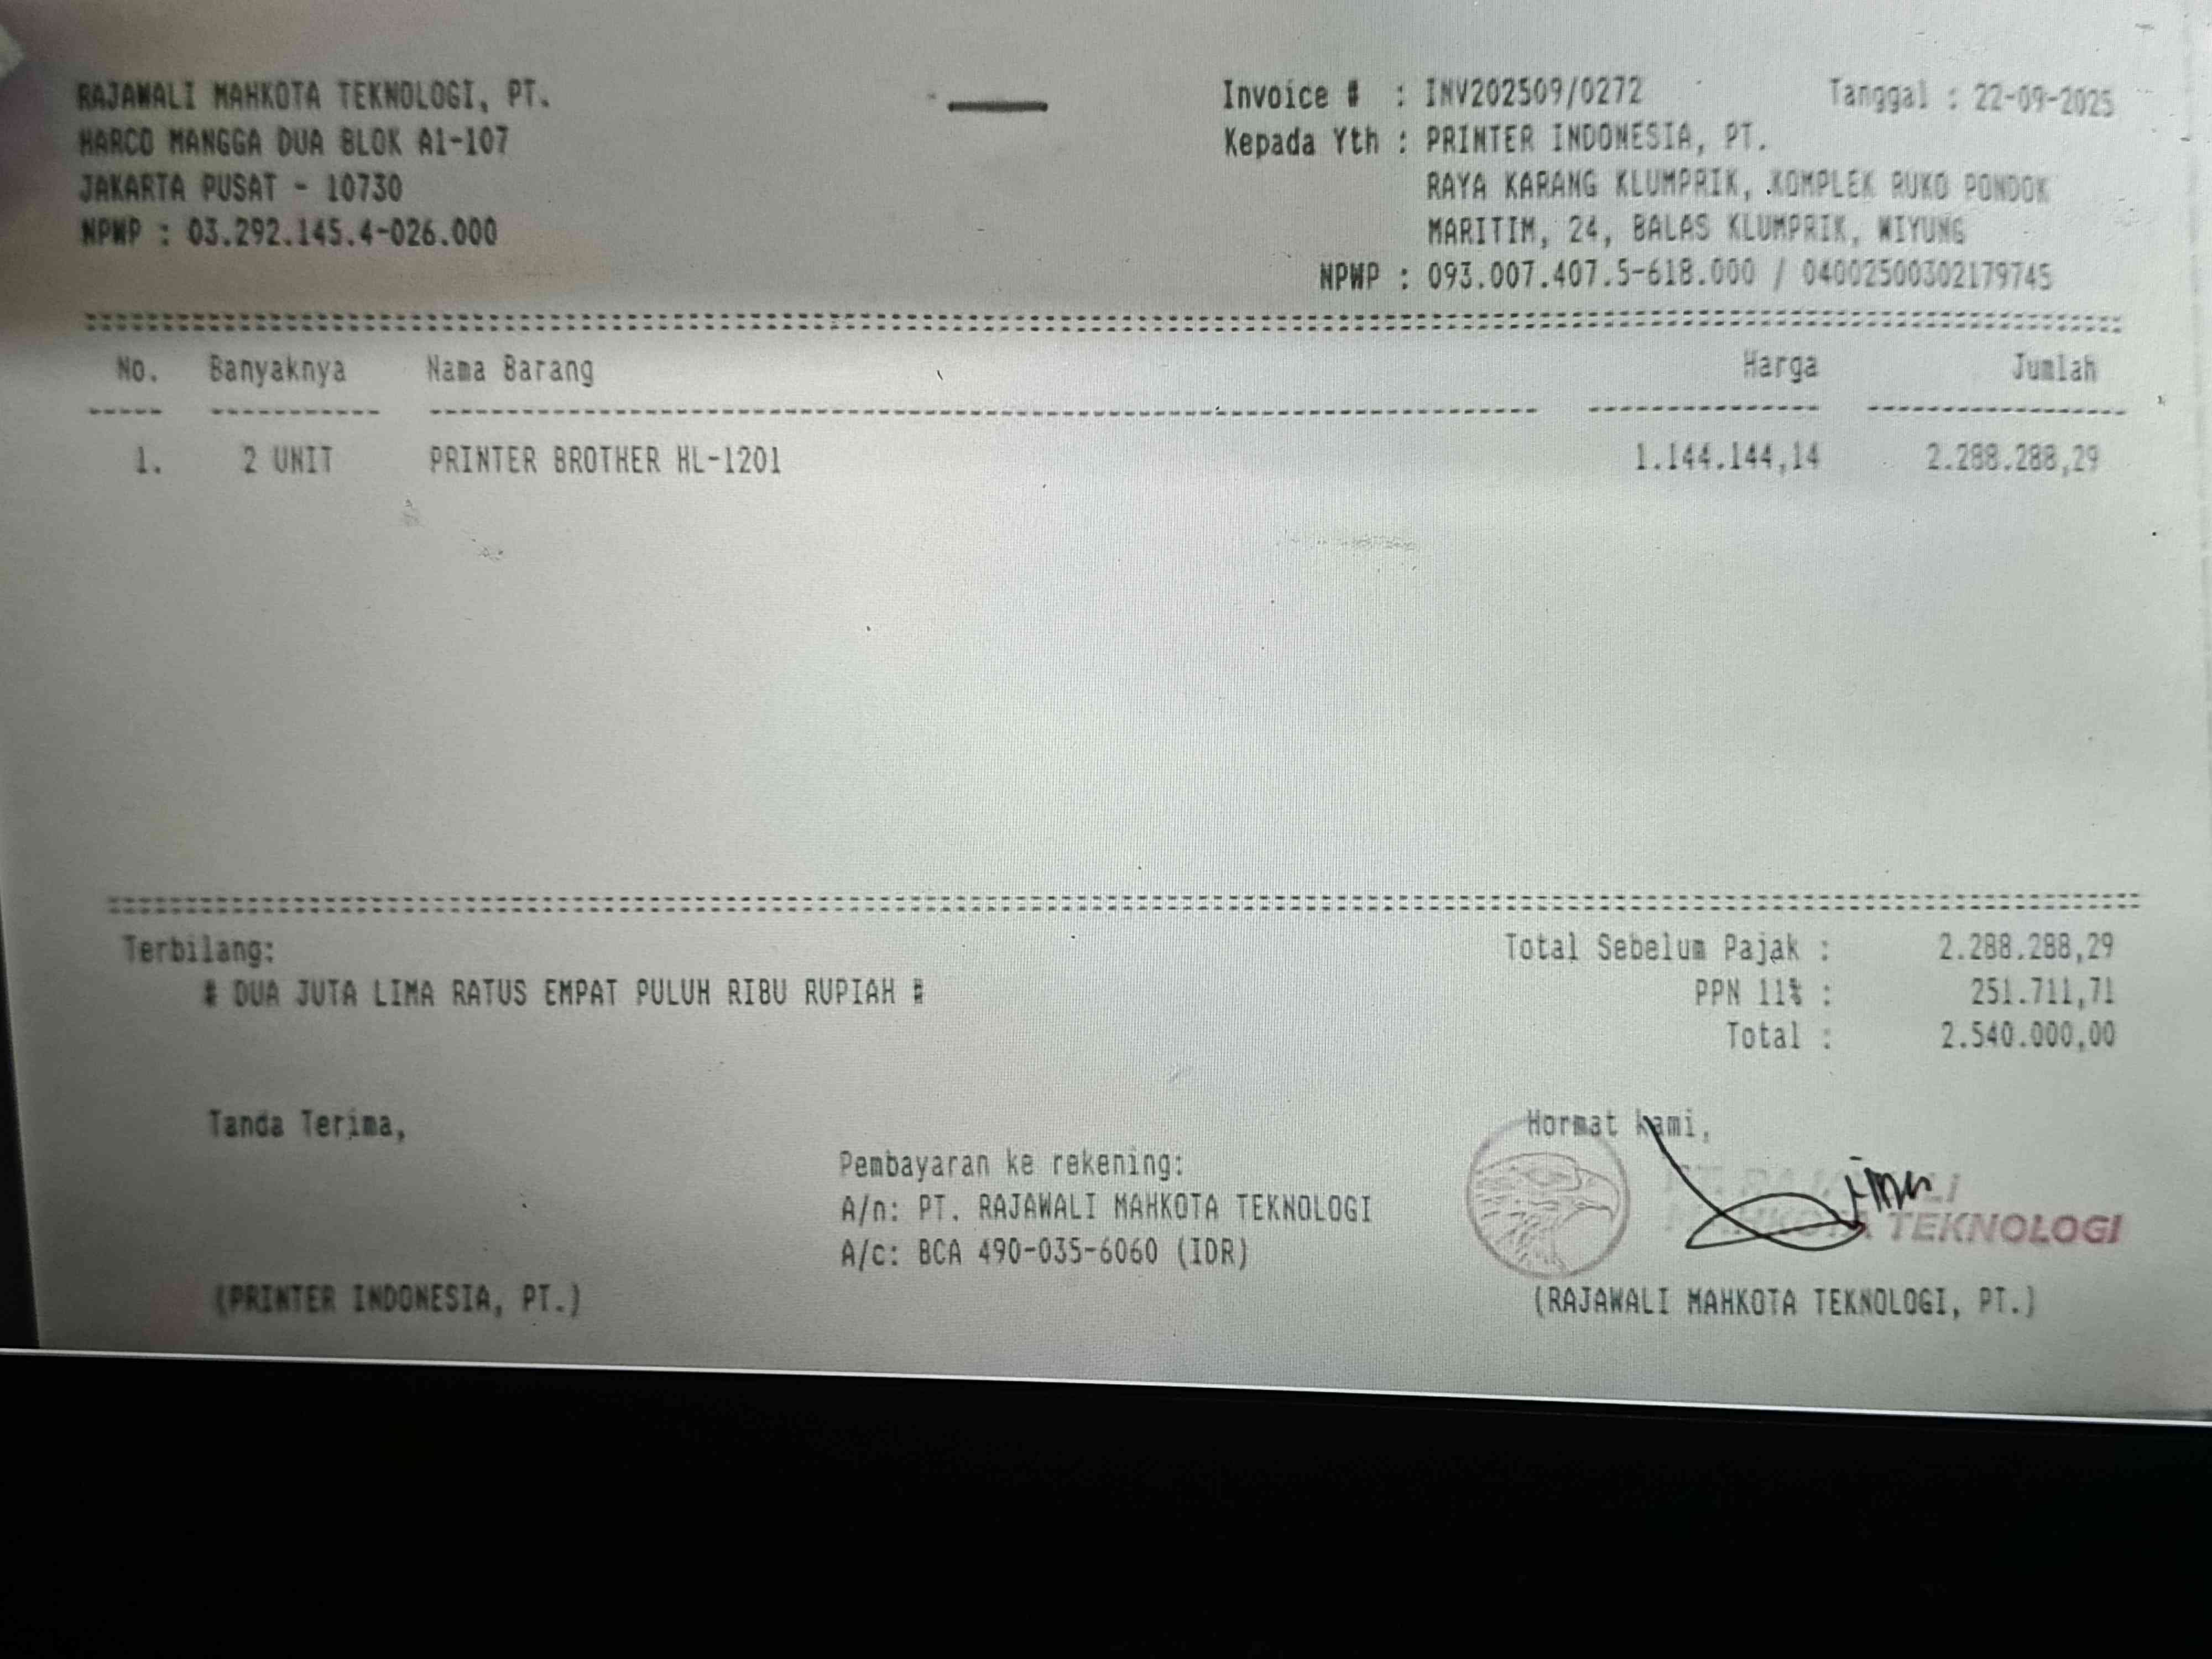 RAJAWALI MAHKOTA TEKNOLOGI, PT.
HARCO MANGGA DUA BLOK A1-107
JAKARTA PUSAT - 10730
NPWP : 03.292.145.4-026.000
Invoice # : INV202509/0272 Tanggal : 22-09-2025
Kepada Yth : PRINTER INDONESIA, PT.
RAYA KARANG KLUMPRIK, KOMPLEK RUKO PONDOK
MARITIM, 24, BALAS KLUMPRIK, WIYUNG
NPWP : 093.007.407.5-618.000 / 04002500302179745
No. Banyaknya Nama Barang Harga Jumlah
1. 2 UNIT PRINTER BROTHER HL-1201 1.144.144,14 2.288.288,29
Terbilang:
# DUA JUTA LIMA RATUS EMPAT PULUH RIBU RUPIAH #
Total Sebelum Pajak : 2.288.288,29
PPN 11% : 251.711,71
Total : 2.540.000,00
Tanda Terima,
(PRINTER INDONESIA, PT.)
Pembayaran ke rekening:
A/n: PT. RAJAWALI MAHKOTA TEKNOLOGI
A/c: BCA 490-035-6060 (IDR)
Hormat kami,
TEKNOLOGI
(RAJAWALI MAHKOTA TEKNOLOGI, PT.)